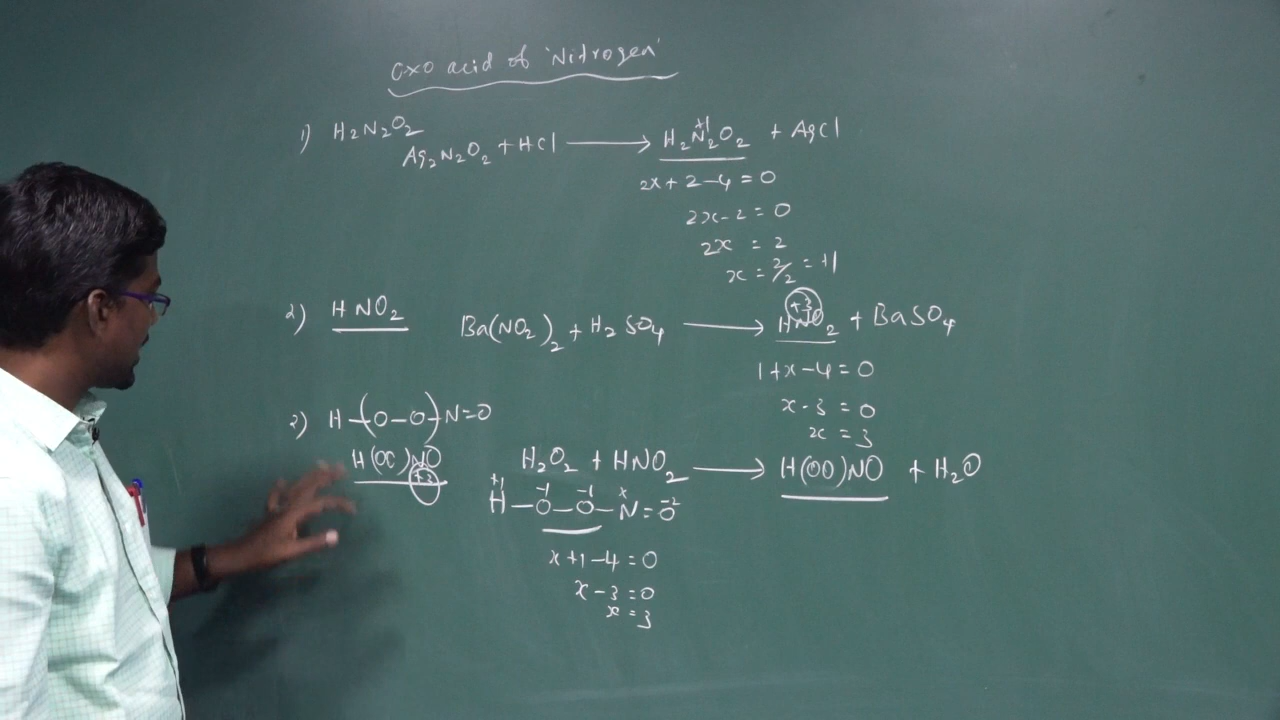 oxo acid of 'Nitrogen'
1) H2N2O2
Ag2N2O2 + HCl ⟶ H2N2O2 + AgCl
+1
2x + 2 - 4 = 0
2x - 2 = 0
2x = 2
x = 2/2 = +1
2) HNO2 Ba(NO2)2 + H2SO4 ⟶ HNO2 + BaSO4
+3
1 + x - 4 = 0
x - 3 = 0
x = 3
3) H-(O-O)-N=O
H(OO)NO H2O2 + HNO2 ⟶ H(OO)NO + H2O
+3
+1 -1 -1 x -2
H-O-O-N=O
x + 1 - 4 = 0
x - 3 = 0
x = 3